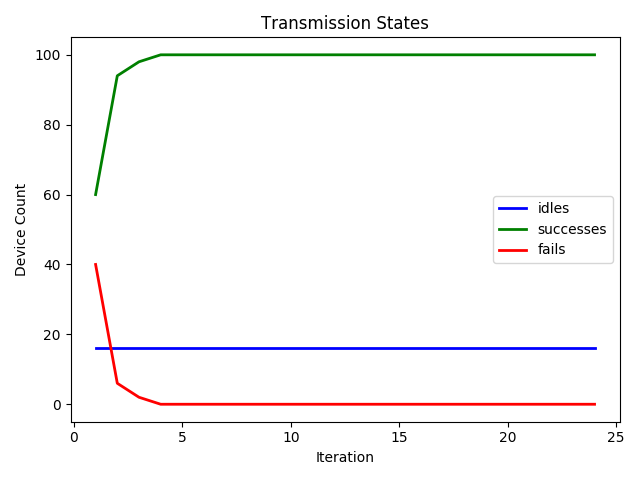 Transmission States
100
80
60
40
20
0
Device Count
0 5 10 15 20 25
Iteration
idles
successes
fails